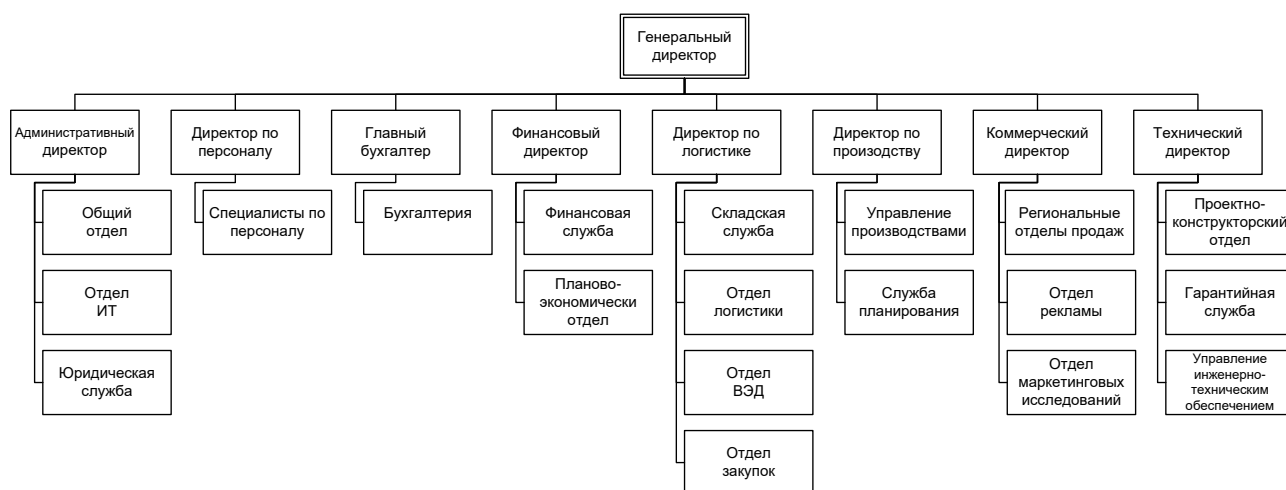 Генеральный
директор
Административный
директор
Директор по
персоналу
Главный
бухгалтер
Финансовый
директор
Директор по
логистике
Директор по
произодству
Коммерческий
директор
Технический
директор
Общий
отдел
Специалисты по
персоналу
Бухгалтерия
Финансовая
служба
Складская
служба
Управление
производствами
Региональные
отделы продаж
Проектно-
конструкторский
отдел
Отдел
ИТ
Планово-
экономически
отдел
Отдел
логистики
Служба
планирования
Отдел
рекламы
Гарантийная
служба
Юридическая
служба
Отдел
ВЭД
Отдел
маркетинговых
исследований
Управление
инженерно-
техническим
обеспечением
Отдел
закупок